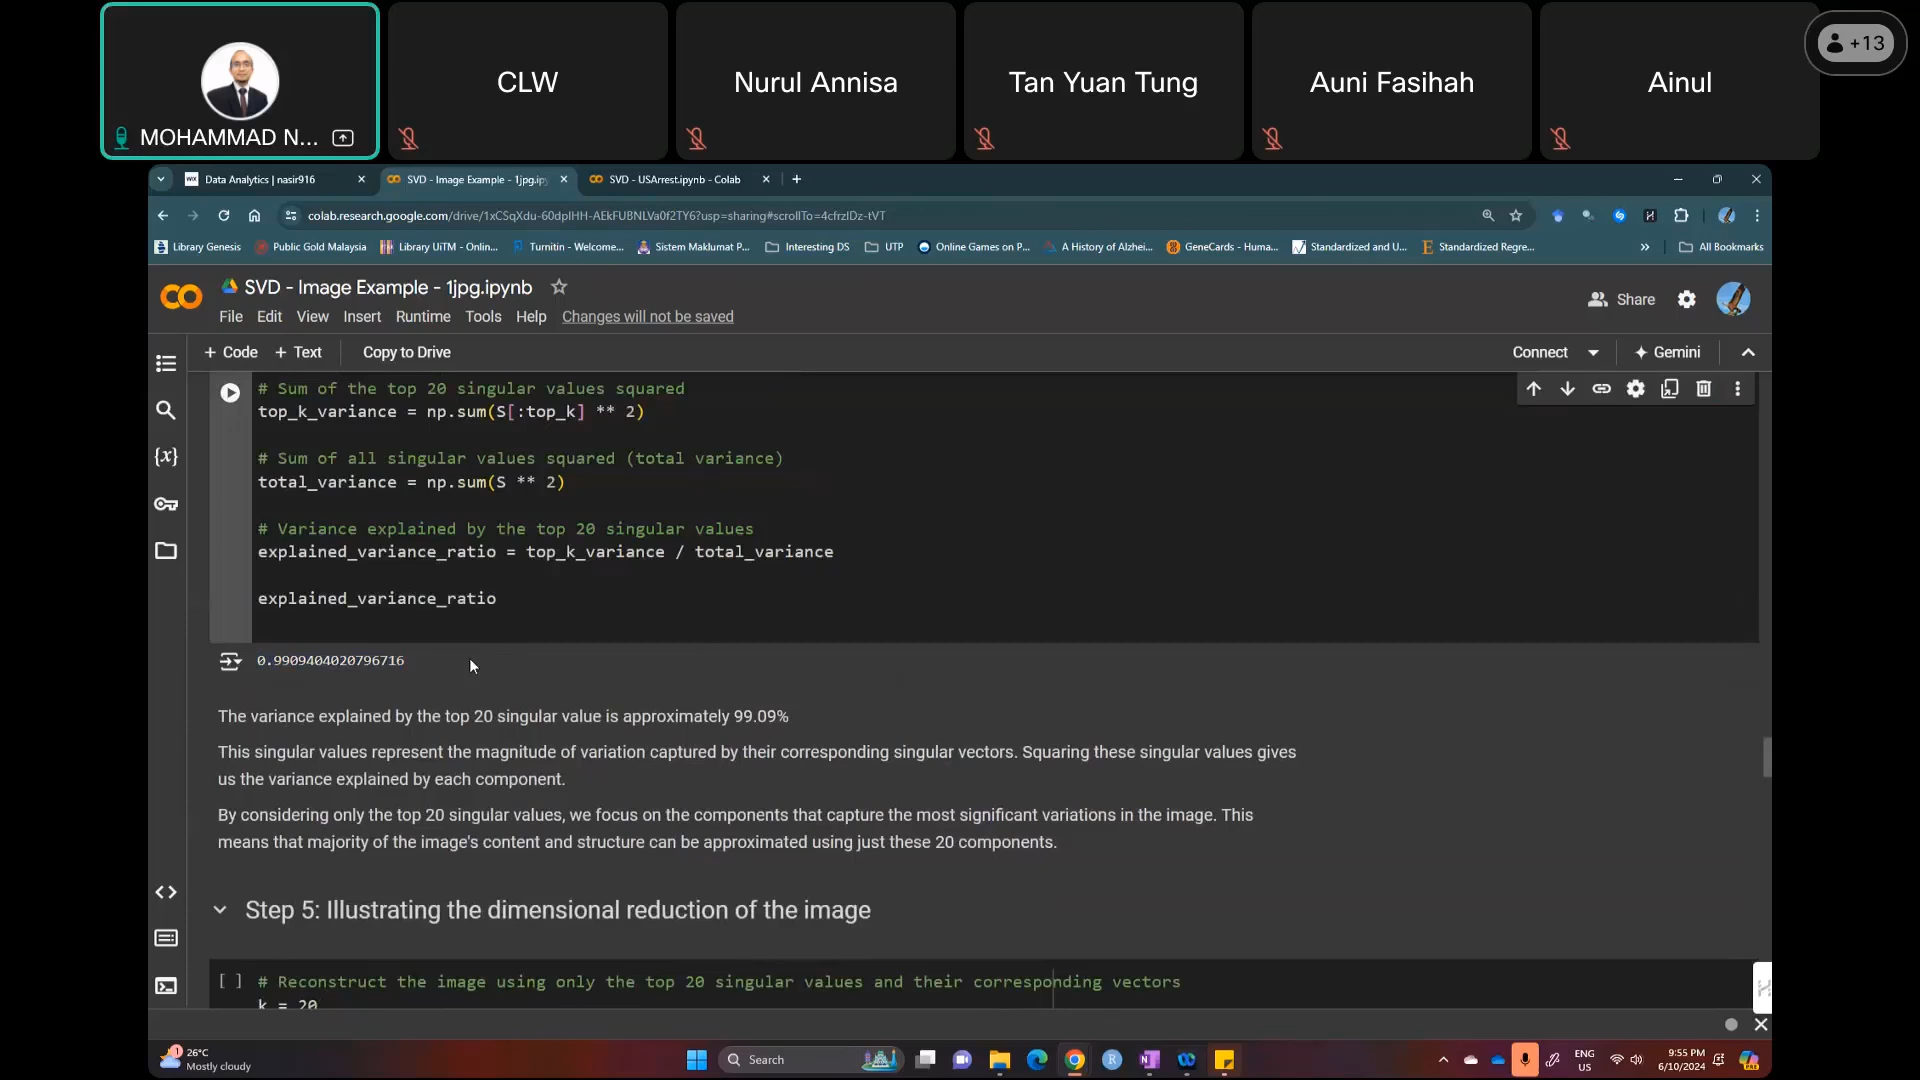 MOHAMMAD N...
CLW
Nurul Annisa
Tan Yuan Tung
Auni Fasihah
Ainul
+13
WiX Data Analytics | nasir916
SVD - Image Example - 1jpg.ipy
SVD - USArrest.ipynb - Colab
colab.research.google.com/drive/1xCSqXdu-60dpIHH-AEkFUBNLVa0f2TY6?usp=sharing#scrollTo=4cfrzIDz-tVT
Library Genesis
Public Gold Malaysia
Library UiTM - Onlin...
Turnitin - Welcome...
Sistem Maklumat P...
Interesting DS
UTP
Online Games on P...
A History of Alzhei...
GeneCards - Huma...
Standardized and U...
Standardized Regre...
All Bookmarks
SVD - Image Example - 1jpg.ipynb
File Edit View Insert Runtime Tools Help Changes will not be saved
Share
+ Code + Text Copy to Drive
Connect
Gemini
# Sum of the top 20 singular values squared
top_k_variance = np.sum(S[:top_k] ** 2)
# Sum of all singular values squared (total variance)
total_variance = np.sum(S ** 2)
# Variance explained by the top 20 singular values
explained_variance_ratio = top_k_variance / total_variance
explained_variance_ratio
0.9909404020796716
The variance explained by the top 20 singular value is approximately 99.09%
This singular values represent the magnitude of variation captured by their corresponding singular vectors. Squaring these singular values gives
us the variance explained by each component.
By considering only the top 20 singular values, we focus on the components that capture the most significant variations in the image. This
means that majority of the image's content and structure can be approximated using just these 20 components.
Step 5: Illustrating the dimensional reduction of the image
[ ] # Reconstruct the image using only the top 20 singular values and their corresponding vectors
k = 20
1
26°C
Mostly cloudy
Search
ENG
US
9:55 PM
6/10/2024